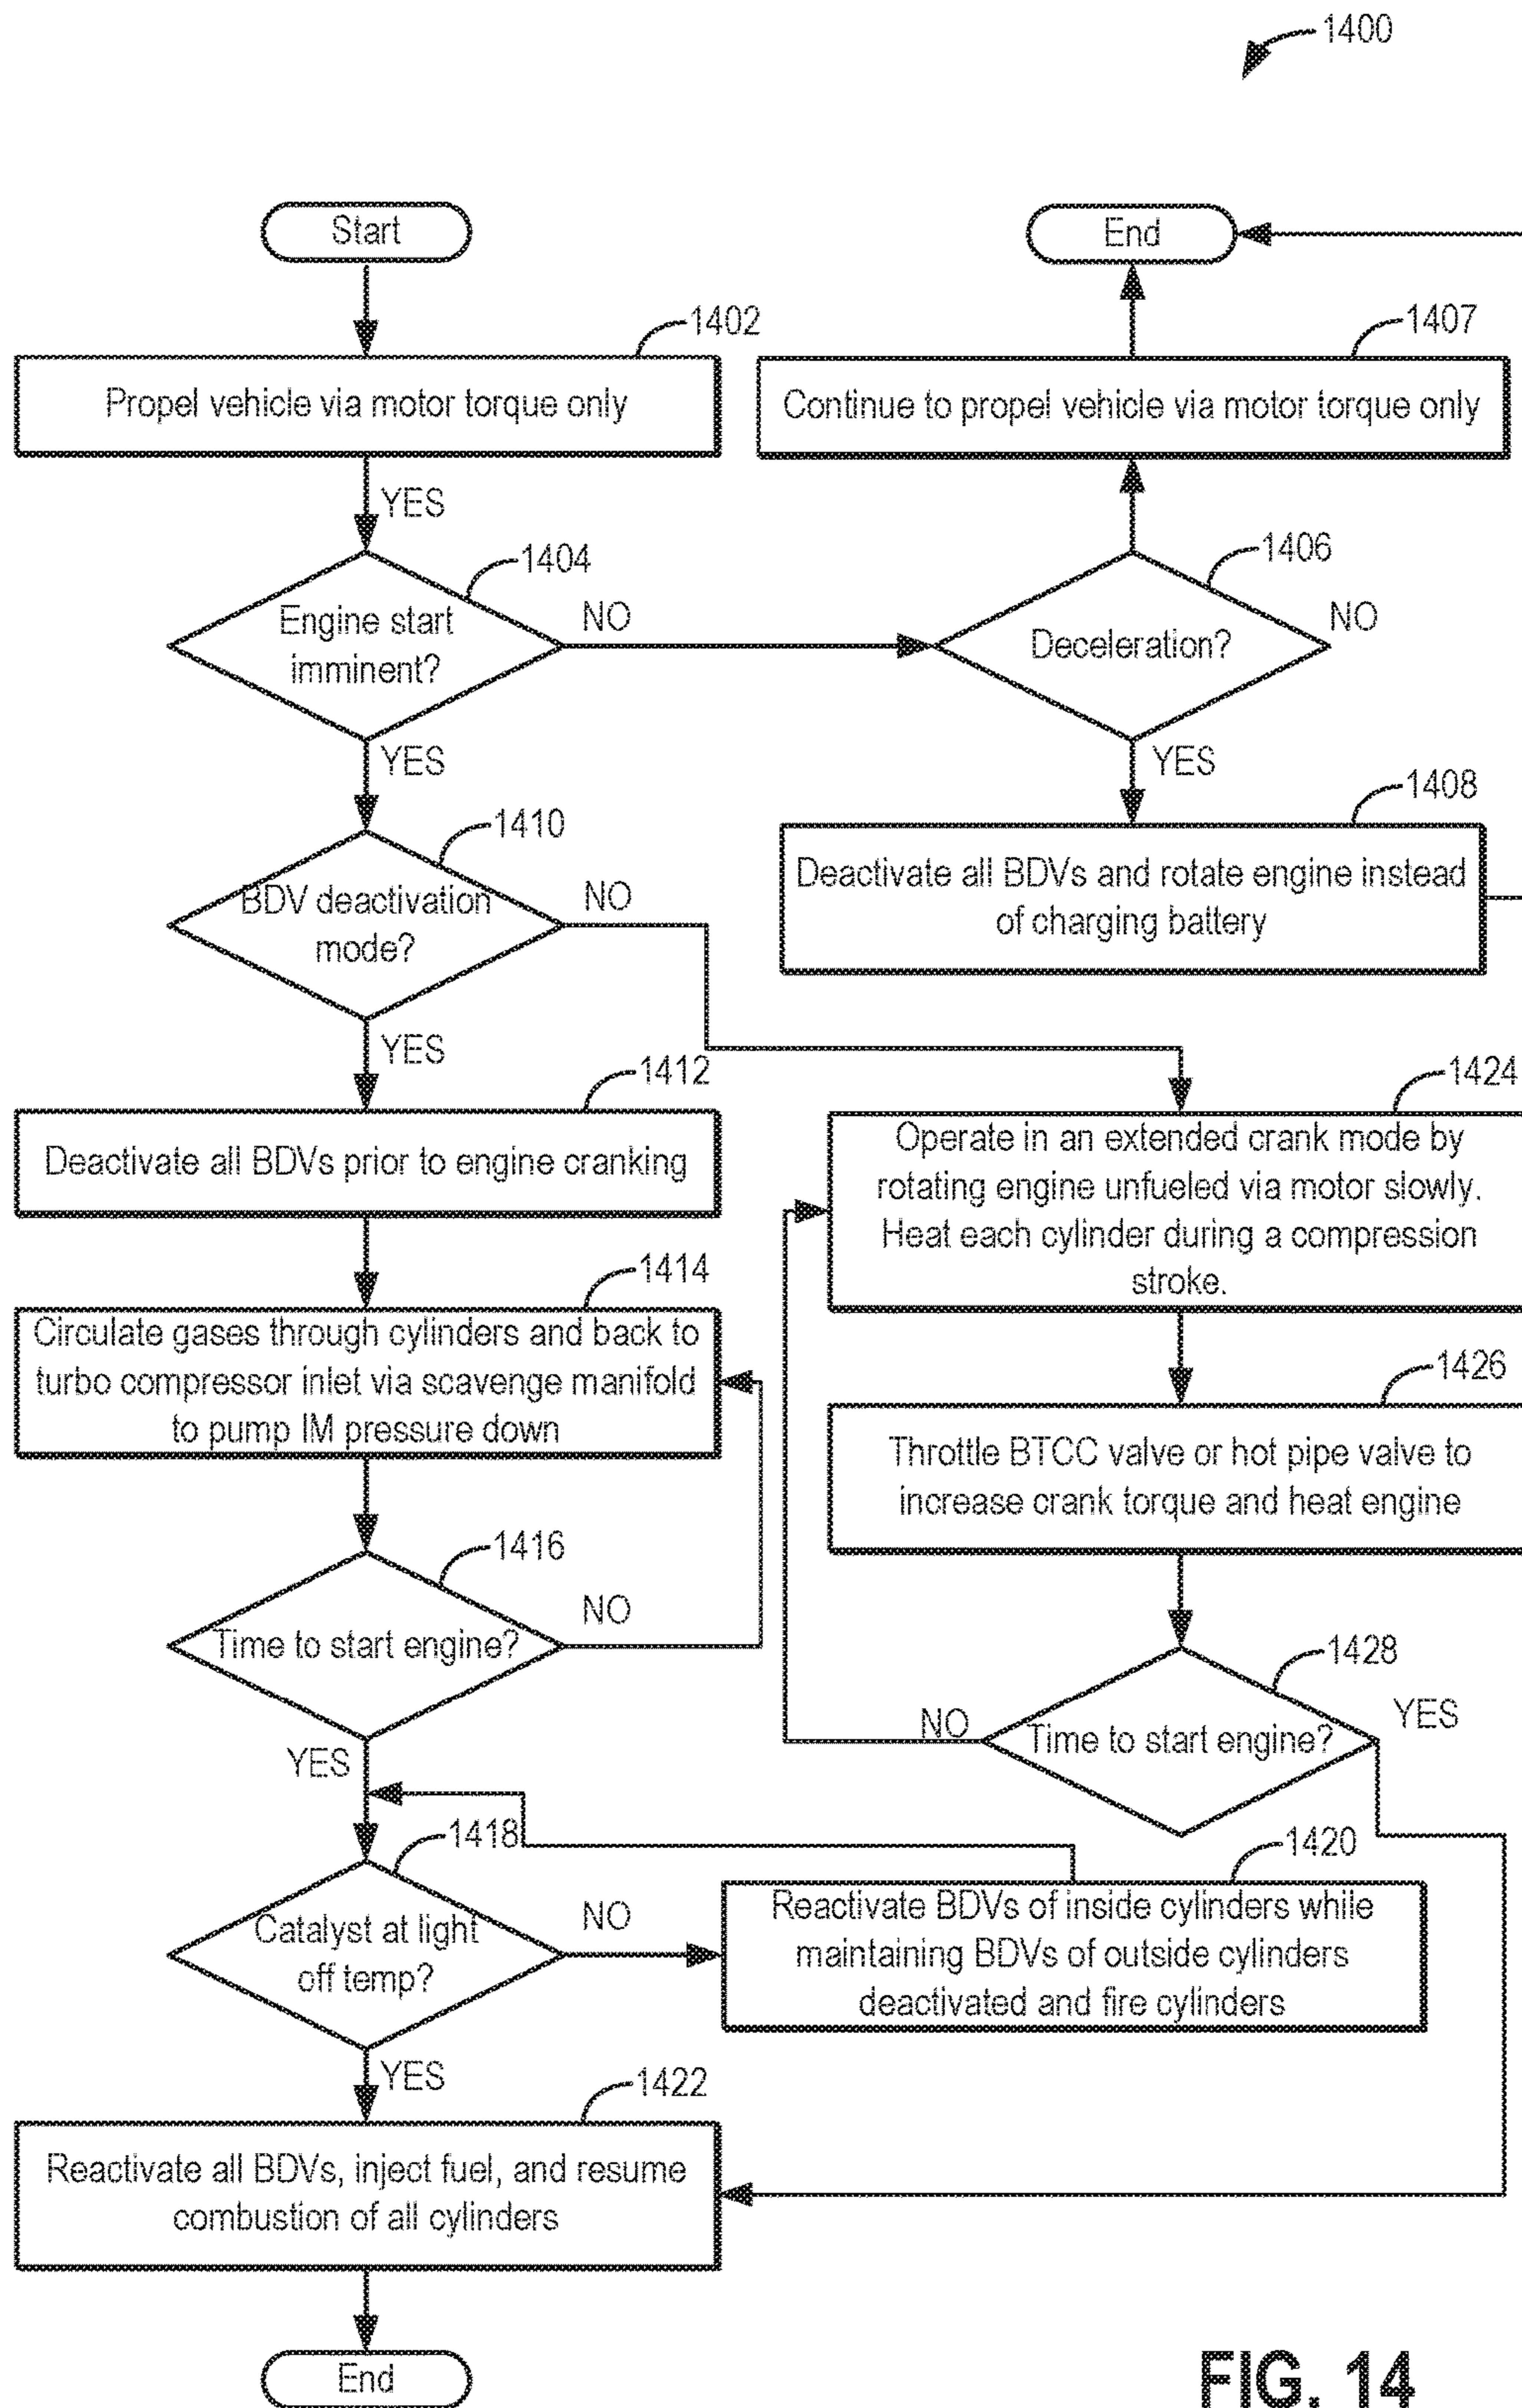 1400
Start
End
1402
1407
Propel vehicle via motor torque only
Continue to propel vehicle via motor torque only
YES
1404
1406
Engine start
imminent?
NO
Deceleration?
NO
YES
YES
1408
1410
Deactivate all BDVs and rotate engine instead
of charging battery
BDV deactivation
mode?
NO
YES
1412
1424
Deactivate all BDVs prior to engine cranking
Operate in an extended crank mode by
rotating engine unfueled via motor slowly.
Heat each cylinder during a compression
stroke.
1414
Circulate gases through cylinders and back to
turbo compressor inlet via scavenge manifold
to pump IM pressure down
1426
Throttle BTCC valve or hot pipe valve to
increase crank torque and heat engine
1416
Time to start engine?
NO
1428
Time to start engine?
NO
YES
YES
1418
1420
Catalyst at light
off temp?
NO
Reactivate BDVs of inside cylinders while
maintaining BDVs of outside cylinders
deactivated and fire cylinders
YES
1422
Reactivate all BDVs, inject fuel, and resume
combustion of all cylinders
End
FIG. 14